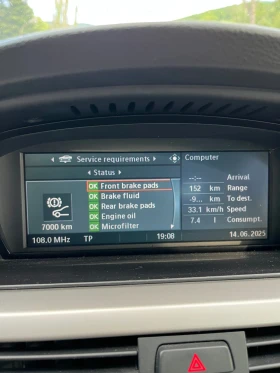 Service requirements
Computer
Status
--:-- Arrival
OK Front brake pads
152 km Range
OK Brake fluid
-9... km To dest.
OK Rear brake pads
33.1 km/h Speed
OK Engine oil
7.4 l Consumpt.
7000 km
OK Microfilter
108.0 MHz TP 19:08 14.06.2025